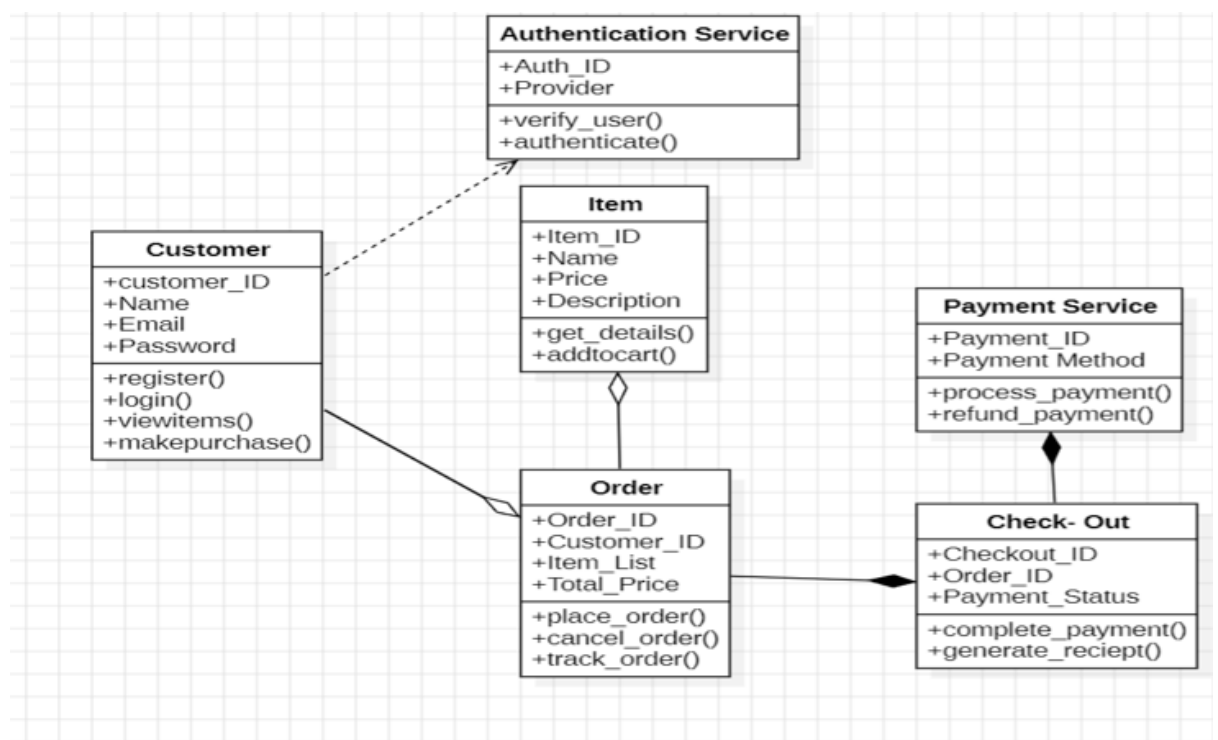 Authentication Service
+Auth_ID
+Provider
+verify_user()
+authenticate()
Item
+Item_ID
+Name
+Price
+Description
+get_details()
+addtocart()
Customer
+customer_ID
+Name
+Email
+Password
+register()
+login()
+viewitems()
+makepurchase()
Payment Service
+Payment_ID
+Payment Method
+process_payment()
+refund_payment()
Order
+Order_ID
+Customer_ID
+Item_List
+Total_Price
+place_order()
+cancel_order()
+track_order()
Check- Out
+Checkout_ID
+Order_ID
+Payment_Status
+complete_payment()
+generate_reciept()